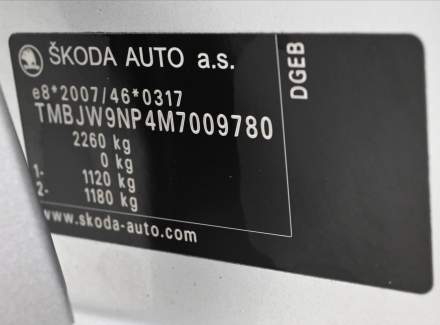 ŠKODA AUTO a.s.
e8*2007/46*0317
TMBJW9NP4M7009780
2260 kg
0 kg
1- 1120 kg
2- 1180 kg
www.skoda-auto.com
DGEB